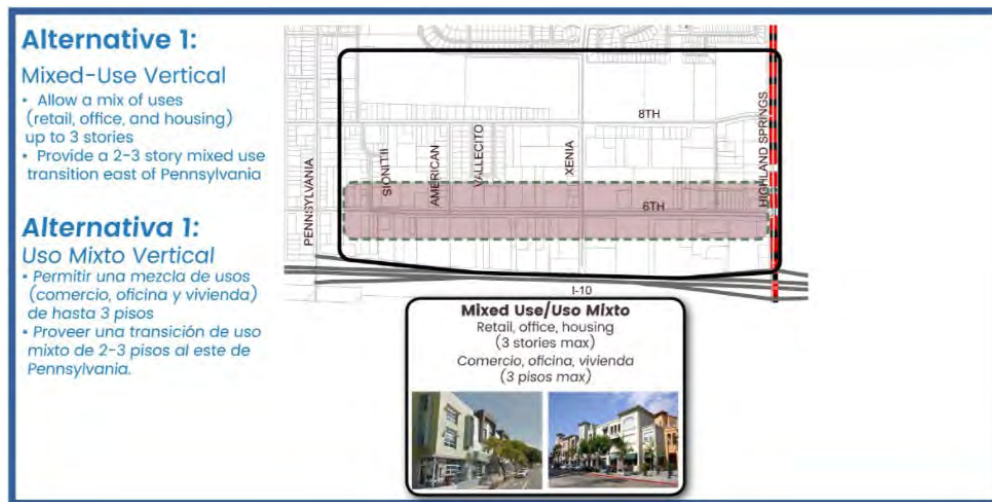 Alternative 1:
Mixed-Use Vertical
• Allow a mix of uses
(retail, office, and housing)
up to 3 stories
• Provide a 2-3 story mixed use
transition east of Pennsylvania
Alternativa 1:
Uso Mixto Vertical
• Permitir una mezcla de usos
(comercio, oficina y vivienda)
de hasta 3 pisos
• Proveer una transición de uso
mixto de 2-3 pisos al este de
Pennsylvania.
8TH
HIGHLAND SPRINGS
PENNSYLVANIA
ILLINOIS
AMERICAN
VALLECITO
XENIA
6TH
I-10
Mixed Use/Uso Mixto
Retail, office, housing
(3 stories max)
Comercio, oficina, vivienda
(3 pisos max)